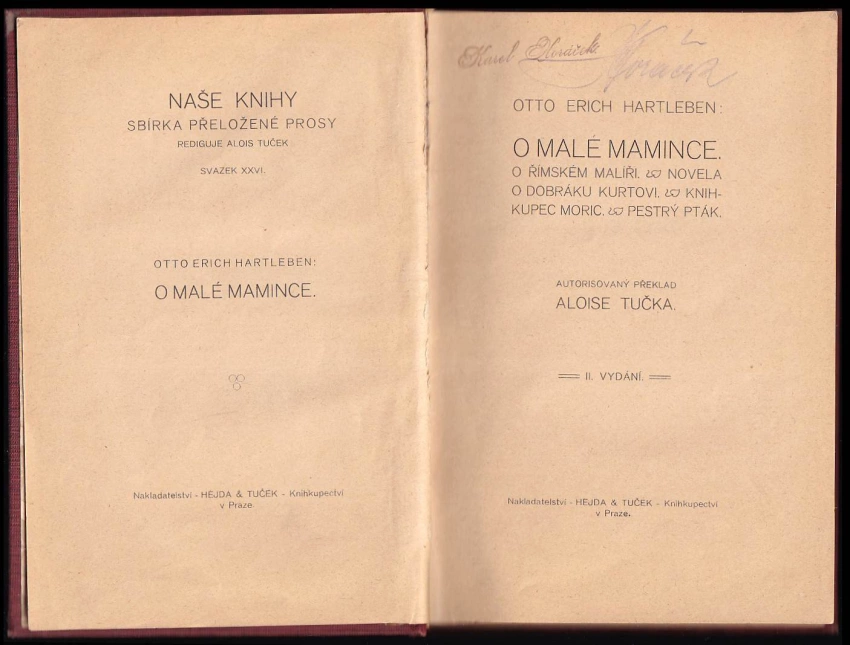 NAŠE KNIHY
SBÍRKA PŘELOŽENÉ PROSY
REDIGUJE ALOIS TUČEK
SVAZEK XXVI.
OTTO ERICH HARTLEBEN:
O MALÉ MAMINCE.
Nakladatelství - HEJDA & TUČEK - Knihkupectví
v Praze.
Karel Horáček
Horáček
OTTO ERICH HARTLEBEN:
O MALÉ MAMINCE.
O ŘÍMSKÉM MALÍŘI. NOVELA
O DOBRÁKU KURTOVI. KNIH-
KUPEC MORIC. PESTRÝ PTÁK.
AUTORISOVANÝ PŘEKLAD
ALOISE TUČKA.
II. VYDÁNÍ.
Nakladatelství - HEJDA & TUČEK - Knihkupectví
v Praze.